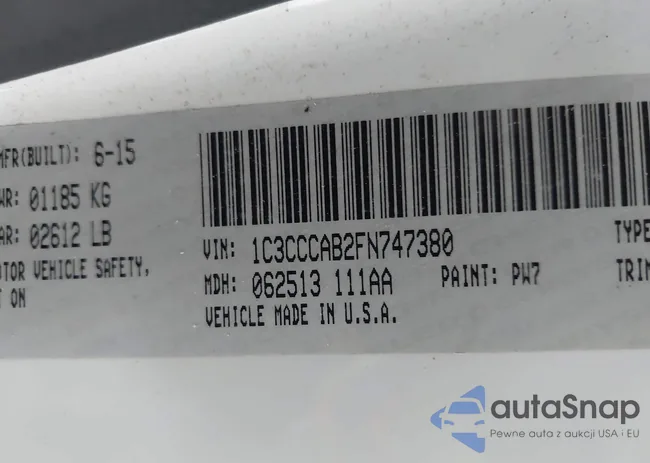 MFR(BUILT): 6-15
WR: 01185 KG
AR: 02612 LB
OTOR VEHICLE SAFETY,
T ON
VIN: 1C3CCCAB2FN747380
MDH: 062513 111AA
PAINT: PW7
VEHICLE MADE IN U.S.A.
TYPE
TRIM
autaSnap
Pewne auta z aukcji USA i EU